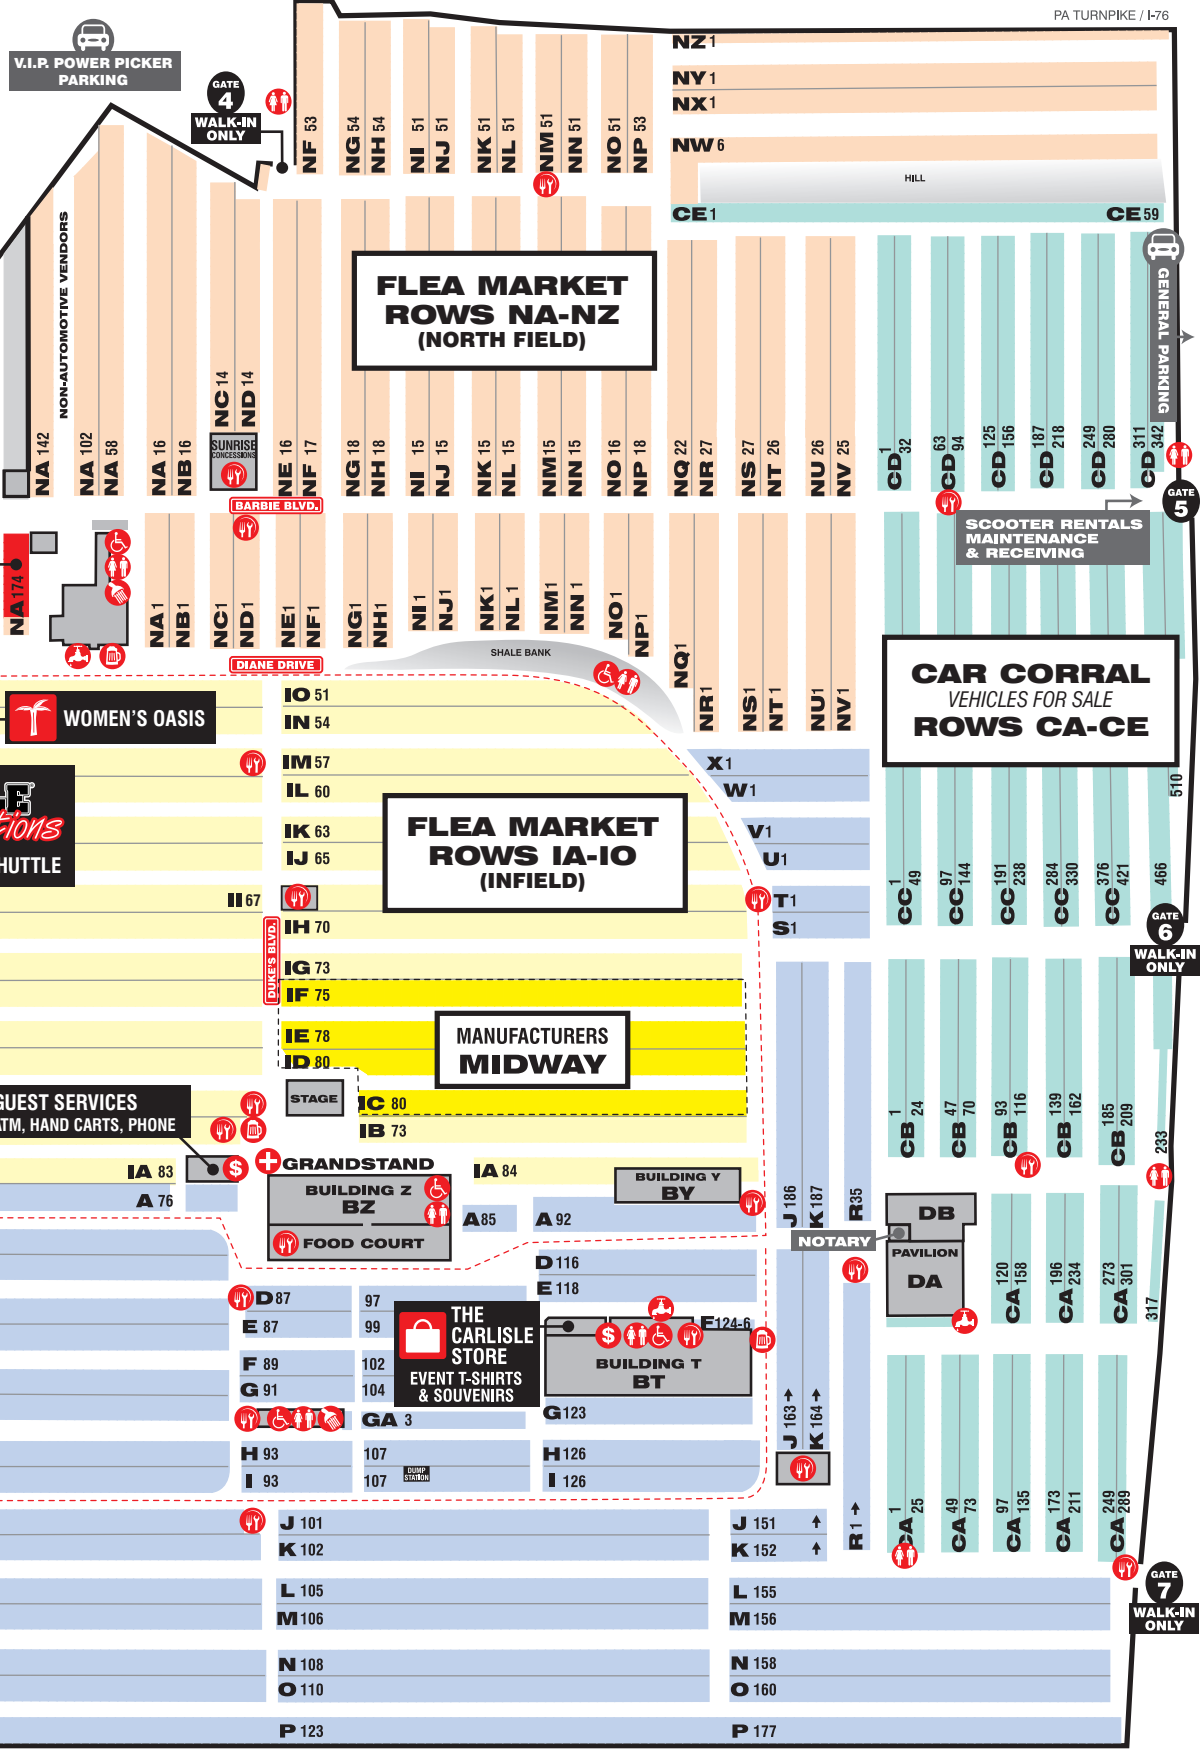 PA TURNPIKE / I-76
V.I.P. POWER PICKER
PARKING
GATE
4
WALK-IN
ONLY
NF 53
NG 54
NH 54
NI 51
NJ 51
NK 51
NL 51
NM 51
NN 51
NO 51
NP 53
NZ 1
NY 1
NX 1
NW 6
HILL
CE 1
CE 59
NON-AUTOMOTIVE VENDORS
FLEA MARKET
ROWS NA-NZ
(NORTH FIELD)
GENERAL PARKING
NA 142
NA 102
NA 58
NA 16
NB 16
NC 14
ND 14
SUNRISE
CONCESSIONS
NE 16
NF 17
NG 18
NH 18
NI 15
NJ 15
NK 15
NL 15
NM 15
NN 15
NO 16
NP 18
NQ 22
NR 27
NS 27
NT 26
NU 26
NV 25
CD 1 32
CD 63 94
CD 125 156
CD 187 218
CD 249 280
CD 311 342
GATE
5
BARBIE BLVD.
SCOOTER RENTALS
MAINTENANCE
& RECEIVING
NA 174
NA 1
NB 1
NC 1
ND 1
NE 1
NF 1
NG 1
NH 1
NI 1
NJ 1
NK 1
NL 1
NM 1
NN 1
NO 1
NP 1
NQ 1
NR 1
NS 1
NT 1
NU 1
NV 1
DIANE DRIVE
SHALE BANK
CAR CORRAL
VEHICLES FOR SALE
ROWS CA-CE
WOMEN'S OASIS
IO 51
IN 54
IM 57
IL 60
IK 63
IJ 65
II 67
IH 70
IG 73
IF 75
IE 78
ID 80
IC 80
IB 73
FLEA MARKET
ROWS IA-IO
(INFIELD)
X 1
W 1
V 1
U 1
T 1
S 1
LE
tions
HUTTLE
DUKE'S BLVD.
CC 1 49
CC 97 144
CC 191 238
CC 284 330
CC 376 421
466
510
GATE
6
WALK-IN
ONLY
MANUFACTURERS
MIDWAY
STAGE
GUEST SERVICES
ATM, HAND CARTS, PHONE
$
IA 83
A 76
GRANDSTAND
BUILDING Z
BZ
FOOD COURT
IA 84
A 85
A 92
BUILDING Y
BY
J 186
K 187
R 35
CB 1 24
CB 47 70
CB 93 116
CB 139 162
CB 185 209
233
NOTARY
DB
PAVILION
DA
CA 120 158
CA 196 234
CA 273 301
317
D 116
E 118
D 87
97
E 87
99
F 89
102
G 91
104
GA 3
H 93
107
I 93
107
DUMP
STATION
THE
CARLISLE
STORE
EVENT T-SHIRTS
& SOUVENIRS
$
F 124-6
BUILDING T
BT
G 123
H 126
I 126
J 163
K 164
R 1
CA 1 25
CA 49 73
CA 97 135
CA 173 211
CA 249 289
GATE
7
WALK-IN
ONLY
J 101
K 102
J 151
K 152
L 105
M 106
L 155
M 156
N 108
O 110
N 158
O 160
P 123
P 177